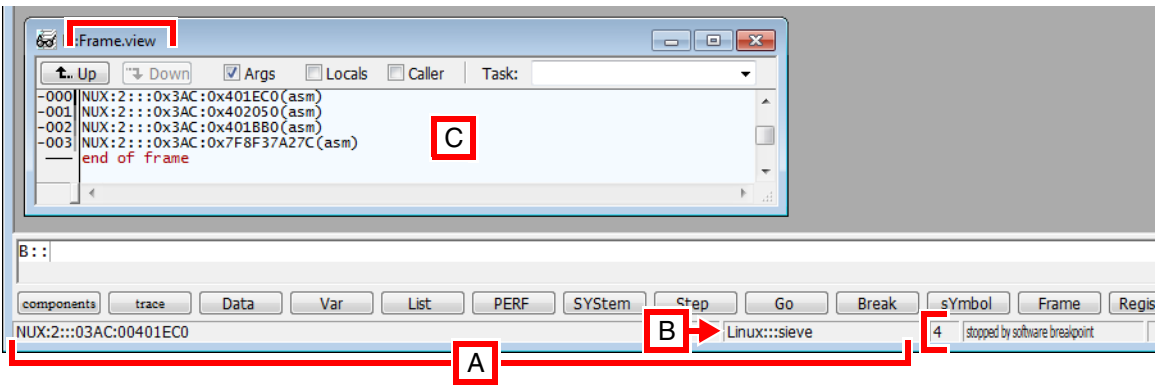 :Frame.view
Up Down Args Locals Caller Task:
-000 NUX:2:::0x3AC:0x401EC0(asm)
-001 NUX:2:::0x3AC:0x402050(asm)
-002 NUX:2:::0x3AC:0x401BB0(asm)
-003 NUX:2:::0x3AC:0x7F8F37A27C(asm)
end of frame
C
B::
components trace Data Var List PERF SYStem Step Go Break sYmbol Frame Regis
NUX:2:::03AC:00401EC0 B Linux:::sieve 4 stopped by software breakpoint
A